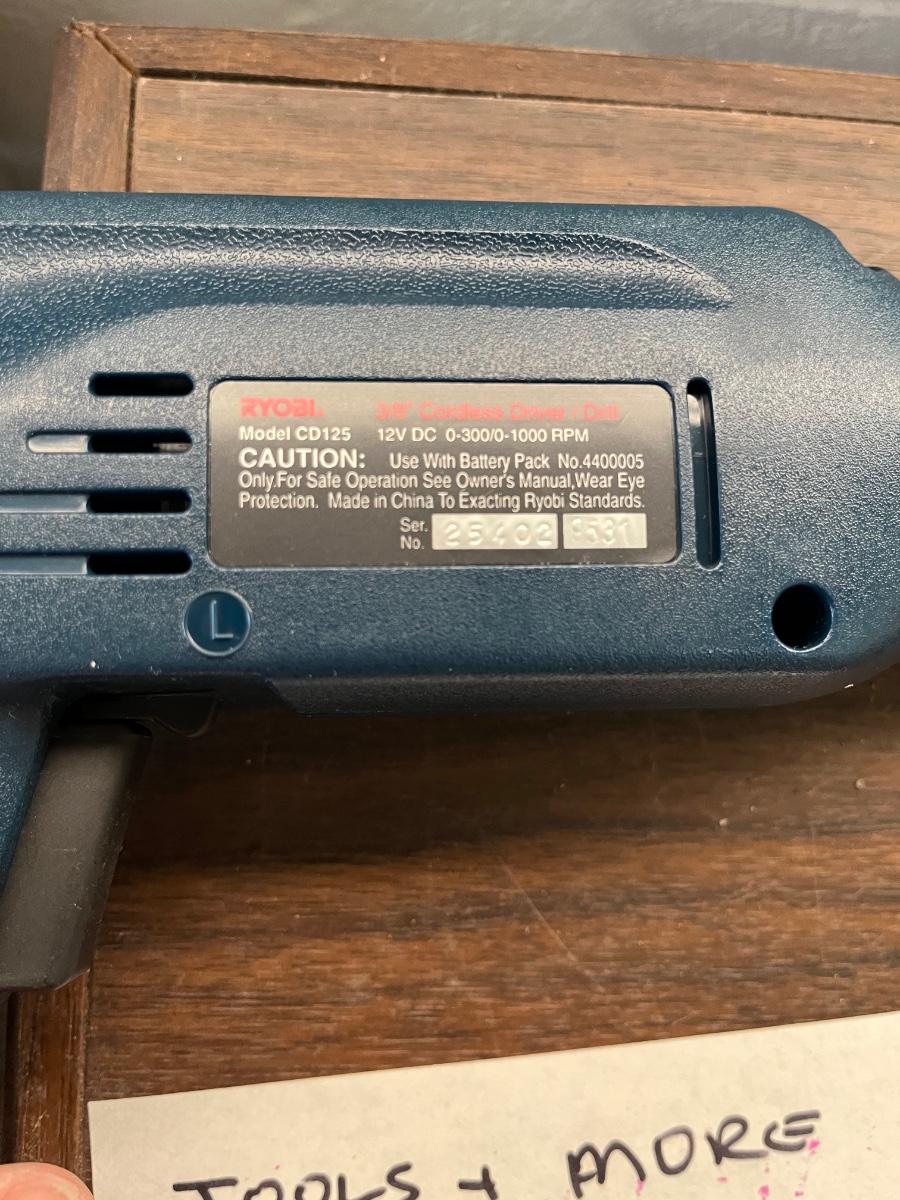 RYOBI. 3/8" Cordless Driver / Drill
Model CD125 12V DC 0-300/0-1000 RPM
CAUTION: Use With Battery Pack No.4400005
Only.For Safe Operation See Owner's Manual,Wear Eye
Protection. Made in China To Exacting Ryobi Standards.
Ser. No. 25402 9531
L
TOOLS + MORE